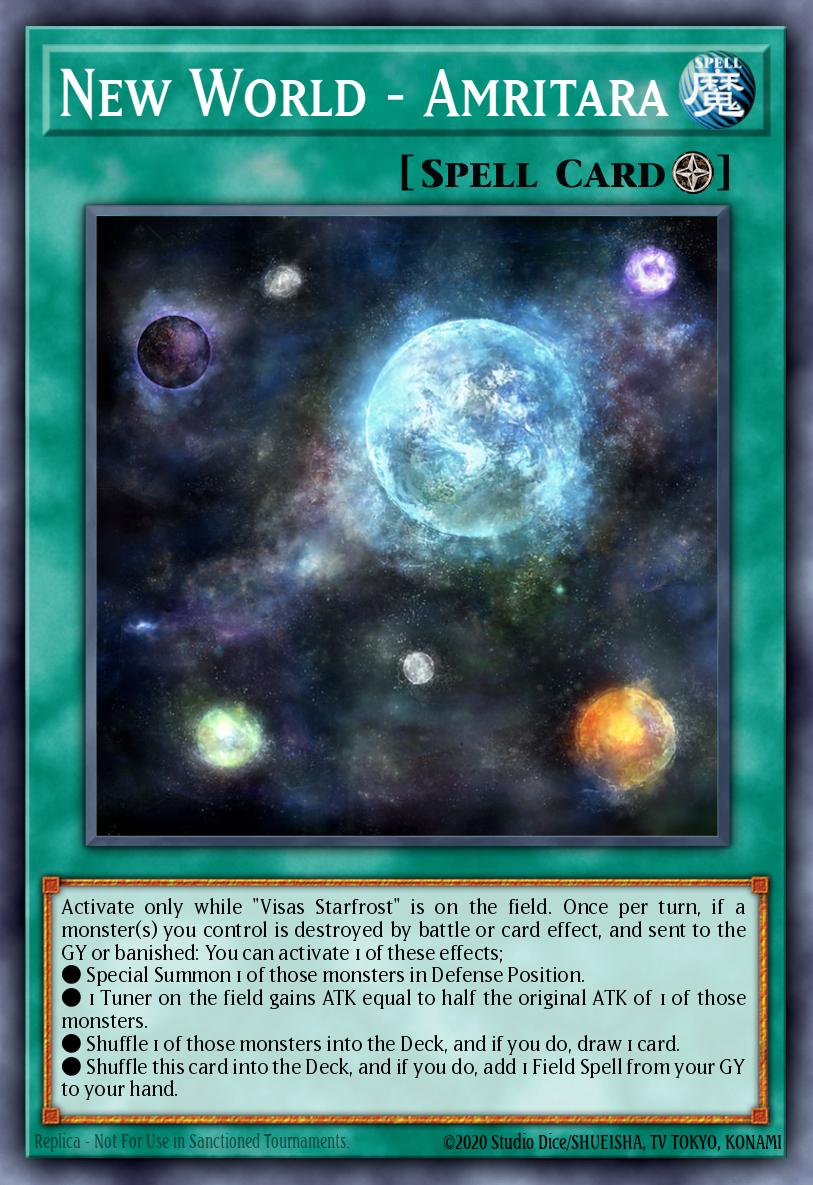 New World - Amritara
SPELL
魔
[Spell Card]
Activate only while "Visas Starfrost" is on the field. Once per turn, if a
monster(s) you control is destroyed by battle or card effect, and sent to the
GY or banished: You can activate 1 of these effects;
● Special Summon 1 of those monsters in Defense Position.
● 1 Tuner on the field gains ATK equal to half the original ATK of 1 of those
monsters.
● Shuffle 1 of those monsters into the Deck, and if you do, draw 1 card.
● Shuffle this card into the Deck, and if you do, add 1 Field Spell from your GY
to your hand.
Replica - Not For Use in Sanctioned Tournaments.
©2020 Studio Dice/SHUEISHA, TV TOKYO, KONAMI